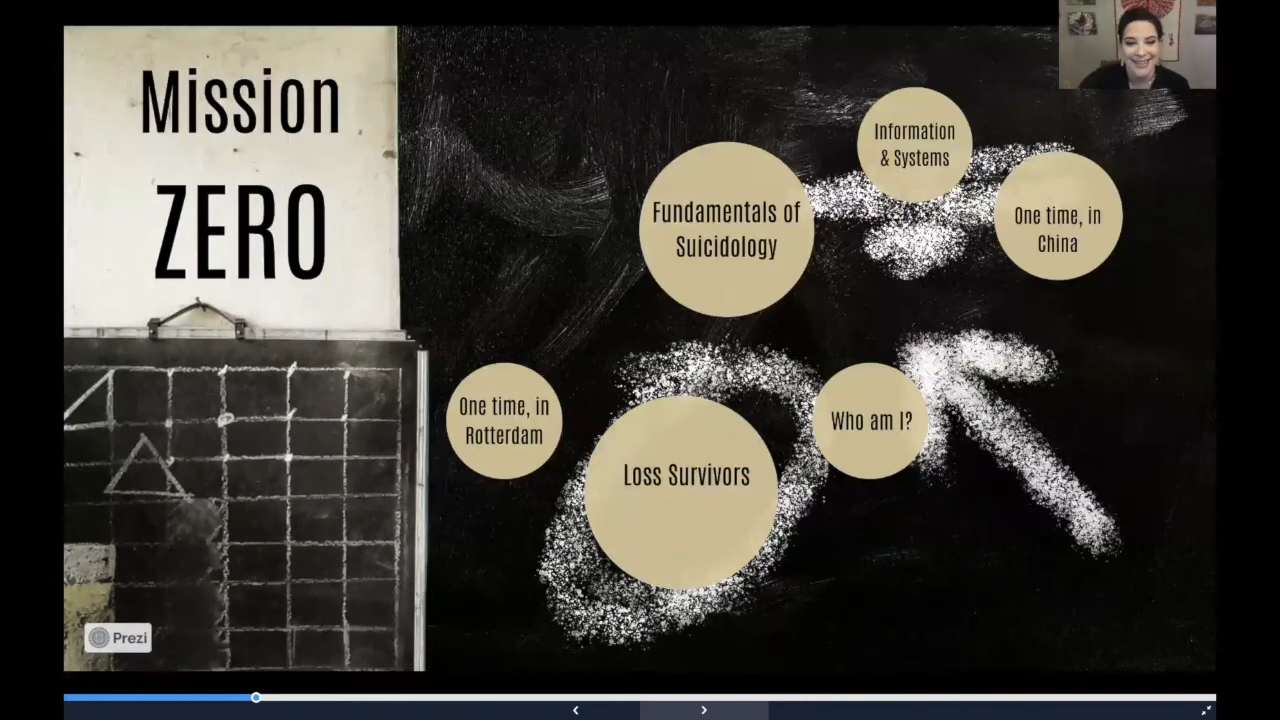 Mission
ZERO
Information
& Systems
Fundamentals of
Suicidology
One time, in
China
One time, in
Rotterdam
Who am I?
Loss Survivors
Prezi